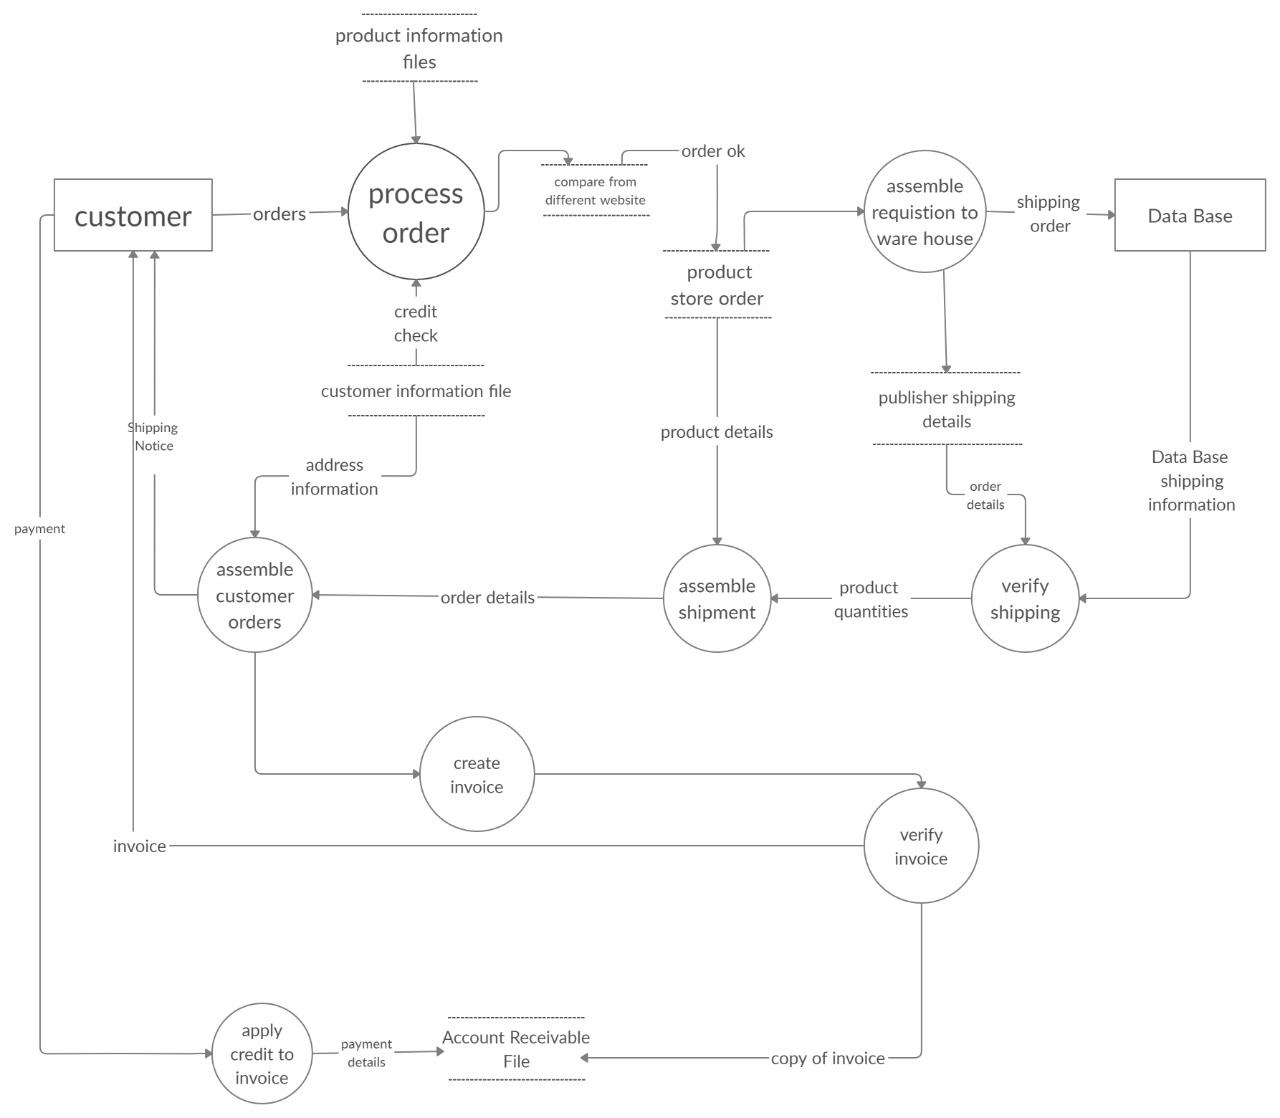 product information
files
process
order
customer
orders
compare from
different website
order ok
assemble
requistion to
ware house
shipping
order
Data Base
product
store order
credit
check
customer information file
publisher shipping
details
Shipping
Notice
product details
address
information
Data Base
shipping
information
order
details
payment
assemble
customer
orders
order details
assemble
shipment
product
quantities
verify
shipping
create
invoice
verify
invoice
invoice
apply
credit to
invoice
payment
details
Account Receivable
File
copy of invoice